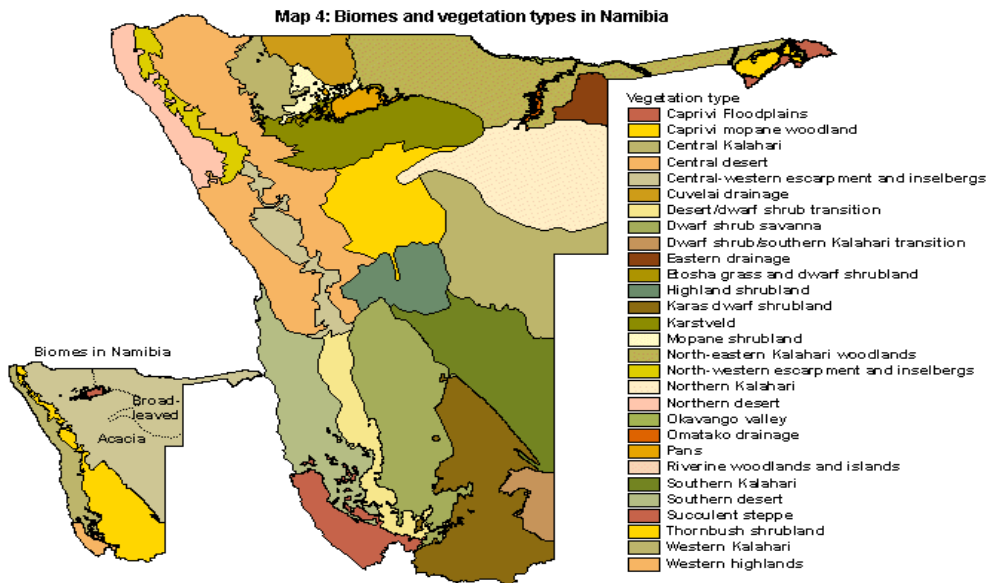 Map 4: Biomes and vegetation types in Namibia
Vegetation type
Caprivi Floodplains
Caprivi mopane woodland
Central Kalahari
Central desert
Central-western escarpment and inselbergs
Cuvelai drainage
Desert/dwarf shrub transition
Dwarf shrub savanna
Dwarf shrub/southern Kalahari transition
Eastern drainage
Etosha grass and dwarf shrubland
Highland shrubland
Karas dwarf shrubland
Karstveld
Mopane shrubland
North-eastern Kalahari woodlands
North-western escarpment and inselbergs
Northern Kalahari
Northern desert
Okavango valley
Omatako drainage
Pans
Riverine woodlands and islands
Southern Kalahari
Southern desert
Succulent steppe
Thornbush shrubland
Western Kalahari
Western highlands
Biomes in Namibia
Broad-
leaved
Acacia